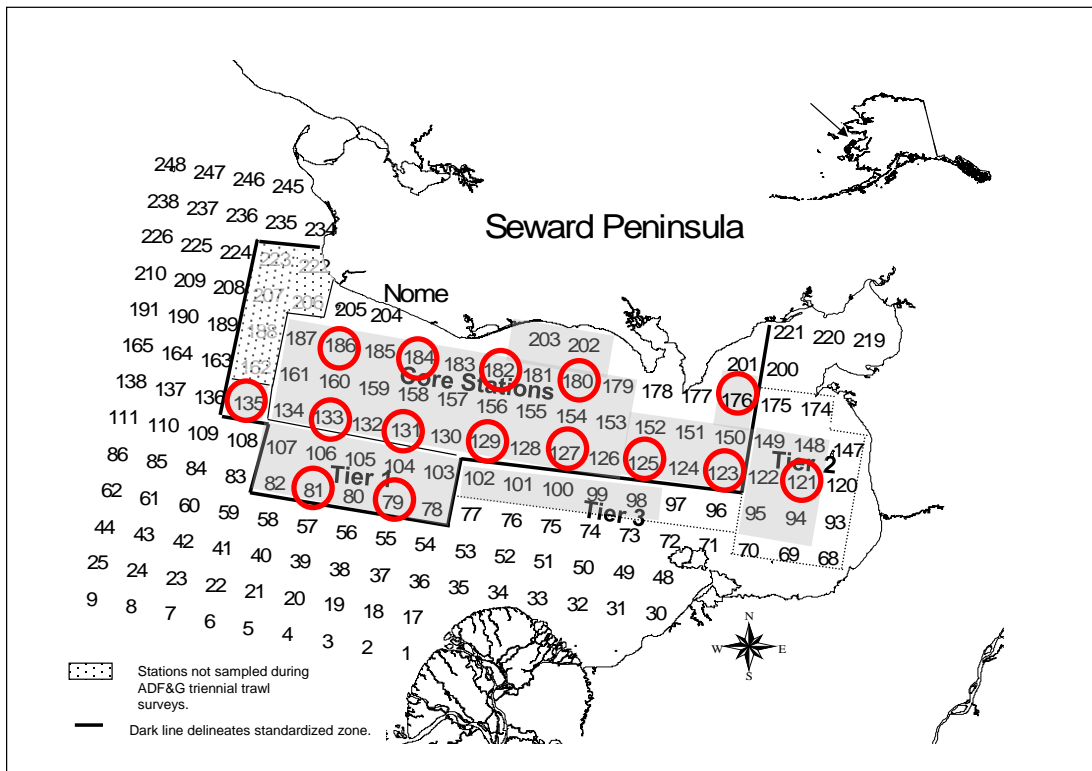 248 247 246 245
238 237 236 235 234
Seward Peninsula
226 225 224 223 222
210 209 208 207 206
Nome
205 204
191 190 189 188
203 202
221 220 219
187 186 185 184 183 182 181 180 179 178 177 201 200
165 164 163 162
161 160 159 158 157 156 155 154 153 152 151 150 176 175 174
Core Stations
138 137 136 135 134 133 132 131 130 129 128 127 126 125 124 123 149 148 147
Tier 2
122 121 120
111 110 109 108 107 106 105 104 103 102 101 100 99 98 97 96 95 94 93
Tier 1
Tier 3
86 85 84 83 82 81 80 79 78 77 76 75 74 73 72 71 70 69 68
62 61 60 59 58 57 56 55 54 53 52 51 50 49 48
44 43 42 41 40 39 38 37 36 35 34 33 32 31 30
25 24 23 22 21 20 19 18 17
9 8 7 6 5 4 3 2 1
N
W E
S
Stations not sampled during
ADF&G triennial trawl
surveys.
Dark line delineates standardized zone.